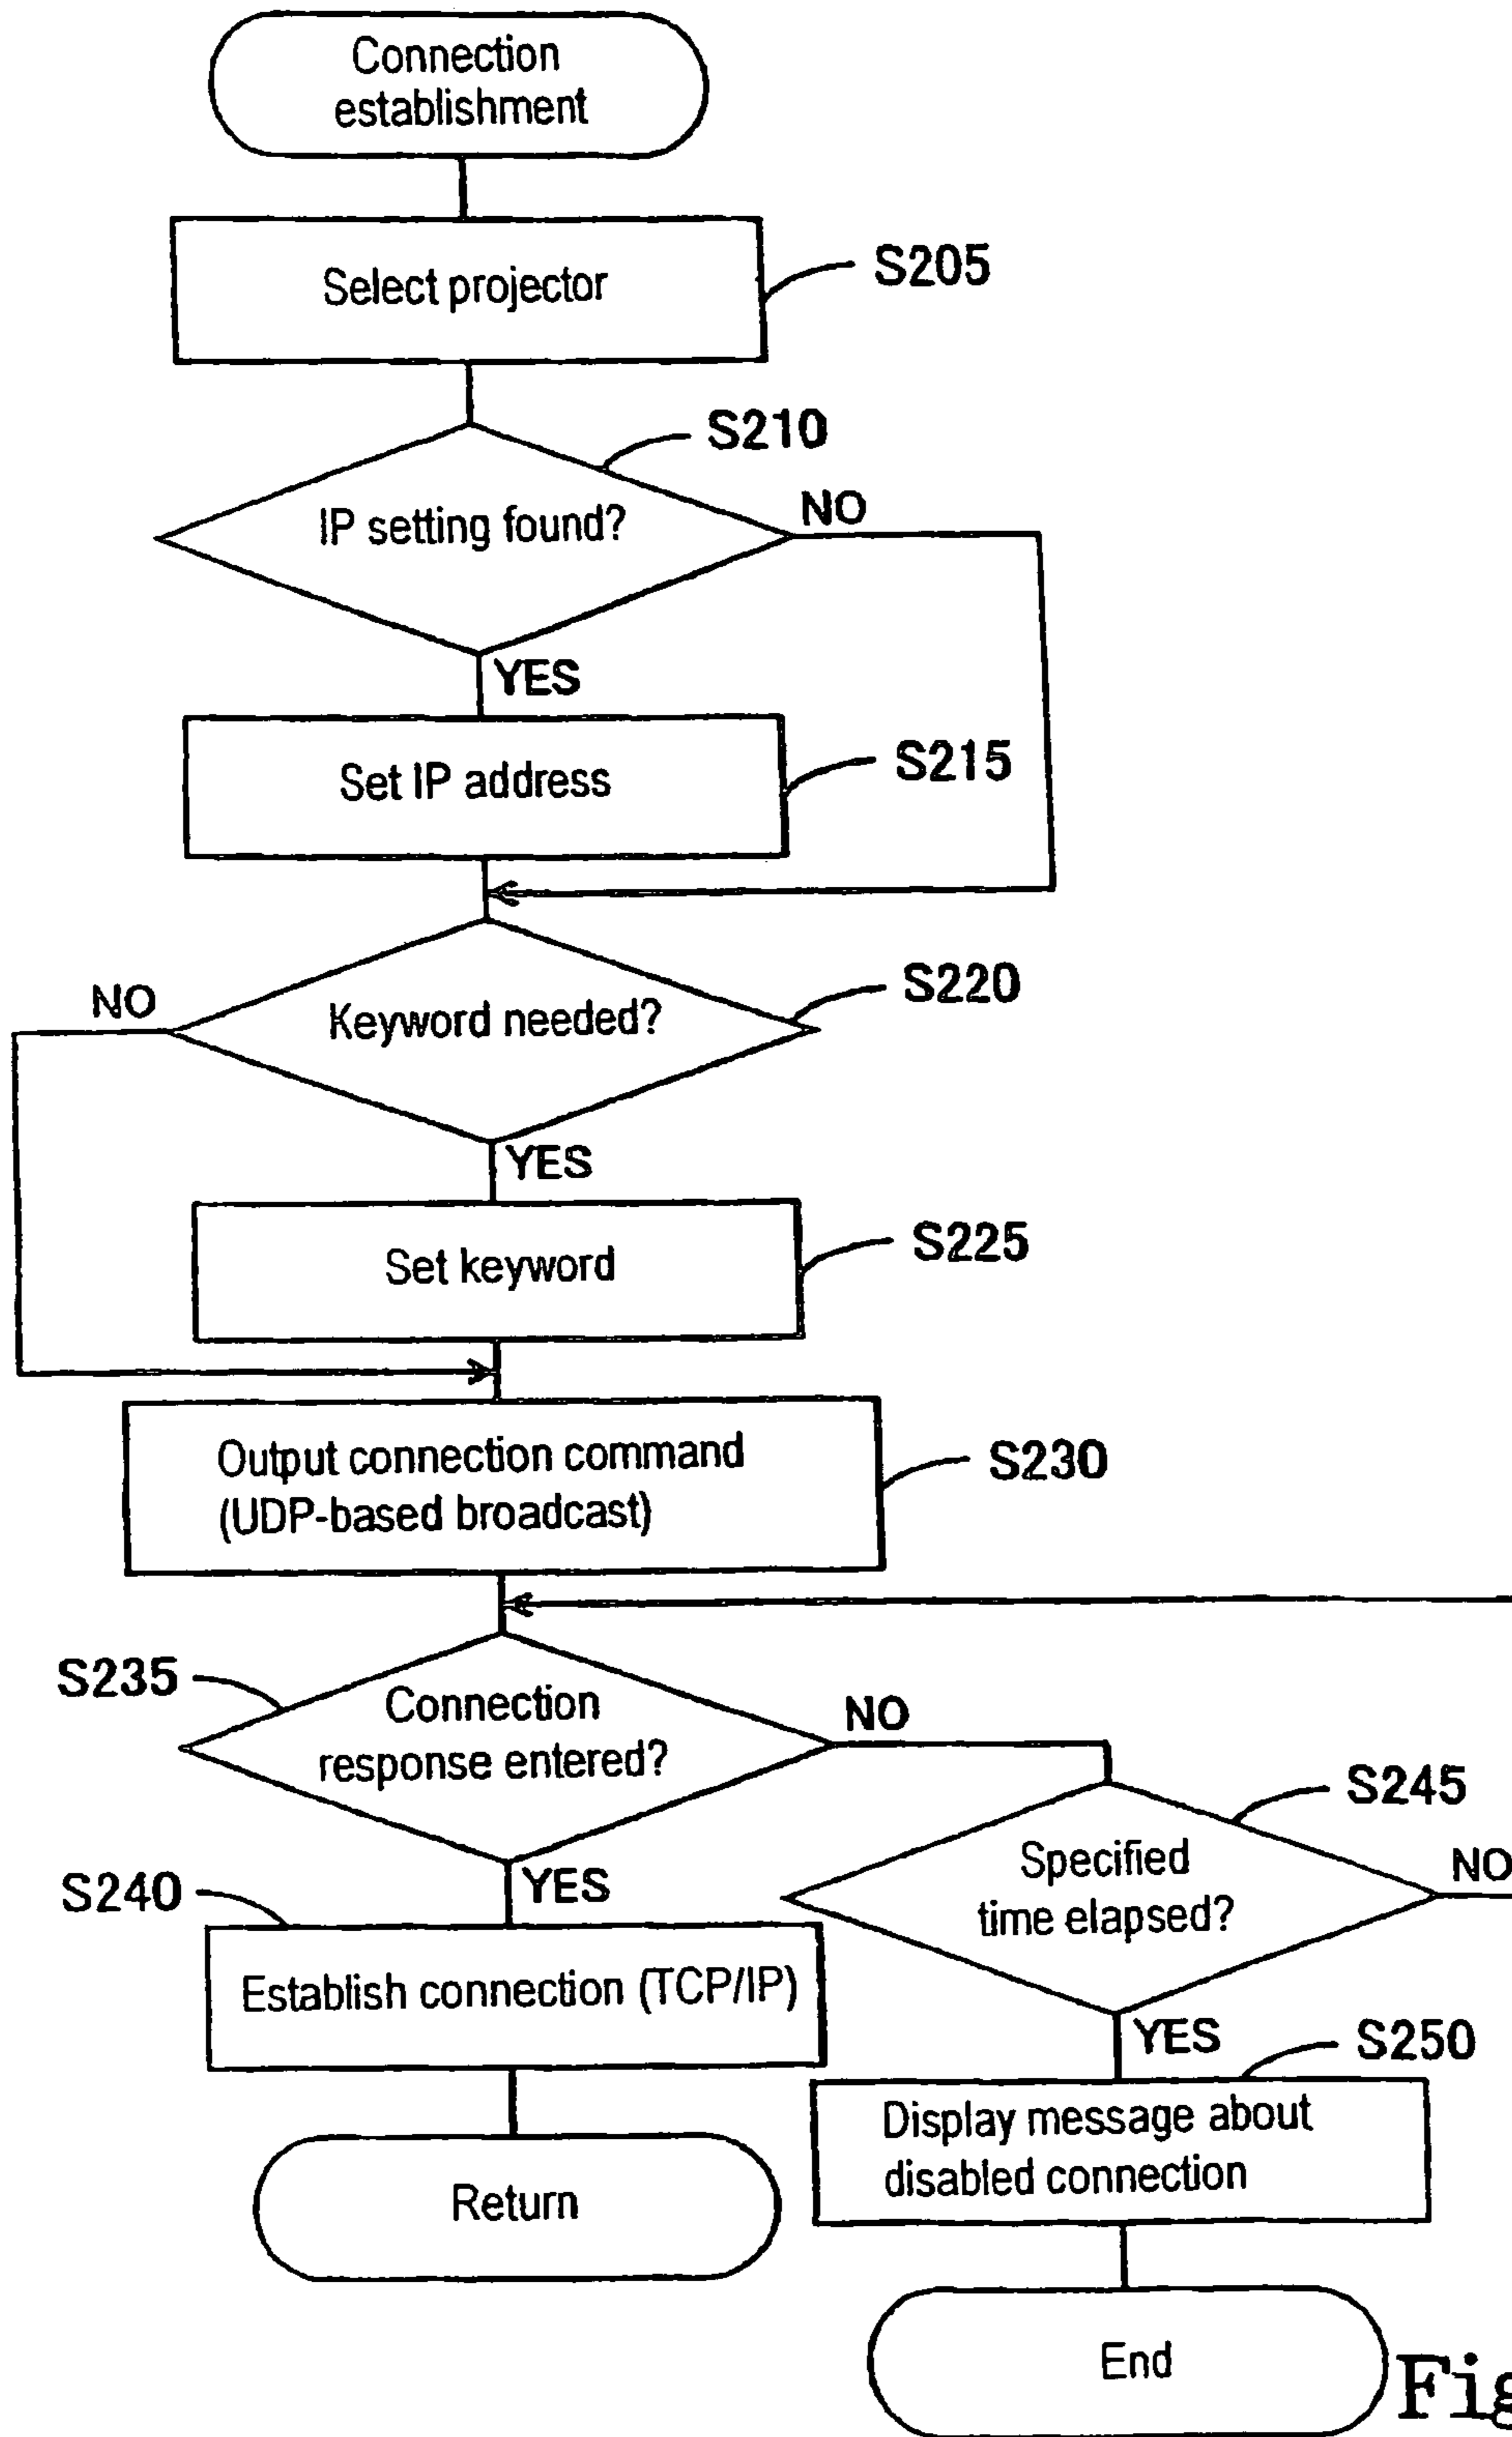 Connection
establishment
Select projector
S205
S210
IP setting found?
NO
YES
Set IP address
S215
NO
Keyword needed?
S220
YES
Set keyword
S225
Output connection command
(UDP-based broadcast)
S230
S235
Connection
response entered?
NO
S245
Specified
time elapsed?
NO
S240
YES
Establish connection (TCP/IP)
YES
S250
Display message about
disabled connection
Return
End
Fig